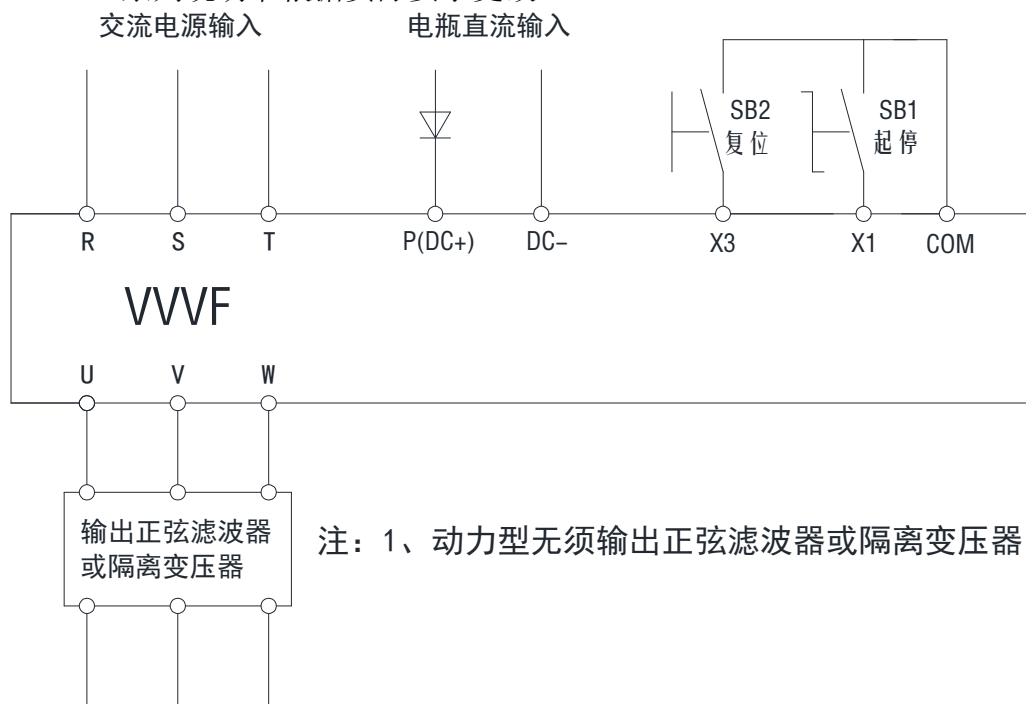 交流电源输入 电瓶直流输入
SB2 SB1
复位 起停
R S T P(DC+) DC- X3 X1 COM
VVVF
U V W
输出正弦滤波器
或隔离变压器
注：1、动力型无须输出正弦滤波器或隔离变压器